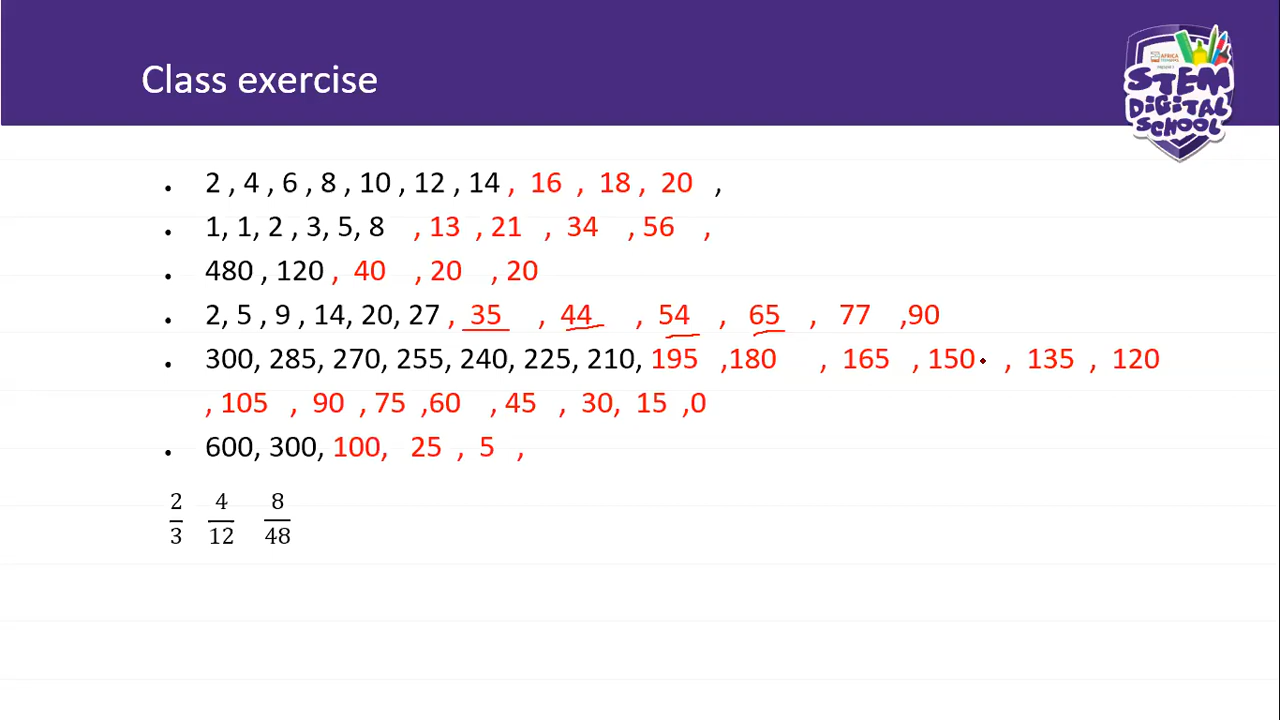 Class exercise
AFRICA
STEM
DIGITAL
SCHOOL
• 2 , 4 , 6 , 8 , 10 , 12 , 14 , 16 , 18 , 20 ,
• 1, 1, 2 , 3, 5, 8 , 13 , 21 , 34 , 56 ,
• 480 , 120 , 40 , 20 , 20
• 2, 5 , 9 , 14, 20, 27 , 35 , 44 , 54 , 65 , 77 ,90
• 300, 285, 270, 255, 240, 225, 210, 195 ,180 , 165 , 150 , 135 , 120
, 105 , 90 , 75 ,60 , 45 , 30, 15 ,0
• 600, 300, 100, 25 , 5 ,
2/3 4/12 8/48